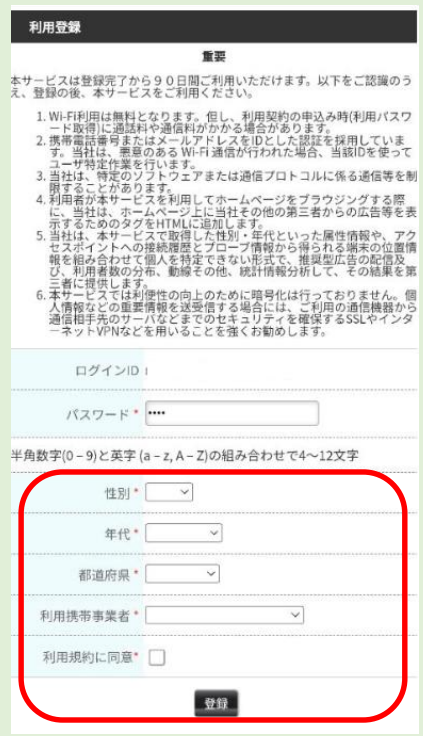 利用登録
重要
本サービスは登録完了から９０日間ご利用いただけます。以下をご認識のう
え、登録の後、本サービスをご利用ください。
1. Wi-Fi利用は無料となります。但し、利用契約の申込み時(利用パスワ
ード取得)に通話料や通信料がかかる場合があります。
2. 携帯電話番号またはメールアドレスをIDとした認証を採用していま
す。当社は、悪意のある Wi-Fi 通信が行われた場合、当該IDを使って
ユーザ特定作業を行います。
3. 当社は、特定のソフトウェアまたは通信プロトコルに係る通信等を制
限することがあります。
4. 利用者が本サービスを利用してホームページをブラウジングする際
に、当社は、ホームページ上に当社その他の第三者からの広告等を表
示するためのタグをHTMLに追加します。
5. 当社は、本サービスで取得した性別・年代といった属性情報や、アク
セスポイントへの接続履歴とプローブ情報から得られる端末の位置情
報を組み合わせて個人を特定できない形式で、推奨型広告の配信及
び、利用者数の分布、動線その他、統計情報分析して、その結果を第
三者に提供します。
6. 本サービスでは利便性の向上のために暗号化は行っておりません。個
人情報などの重要情報を送受信する場合には、ご利用の通信機器から
通信相手先のサーバなどまでのセキュリティを確保するSSLやインタ
ーネットVPNなどを用いることを強くお勧めします。
ログインID
パスワード * ••••
半角数字(0 – 9)と英字 (a – z, A – Z)の組み合わせで4～12文字
性別 *
年代 *
都道府県 *
利用携帯事業者 *
利用規約に同意*
登録